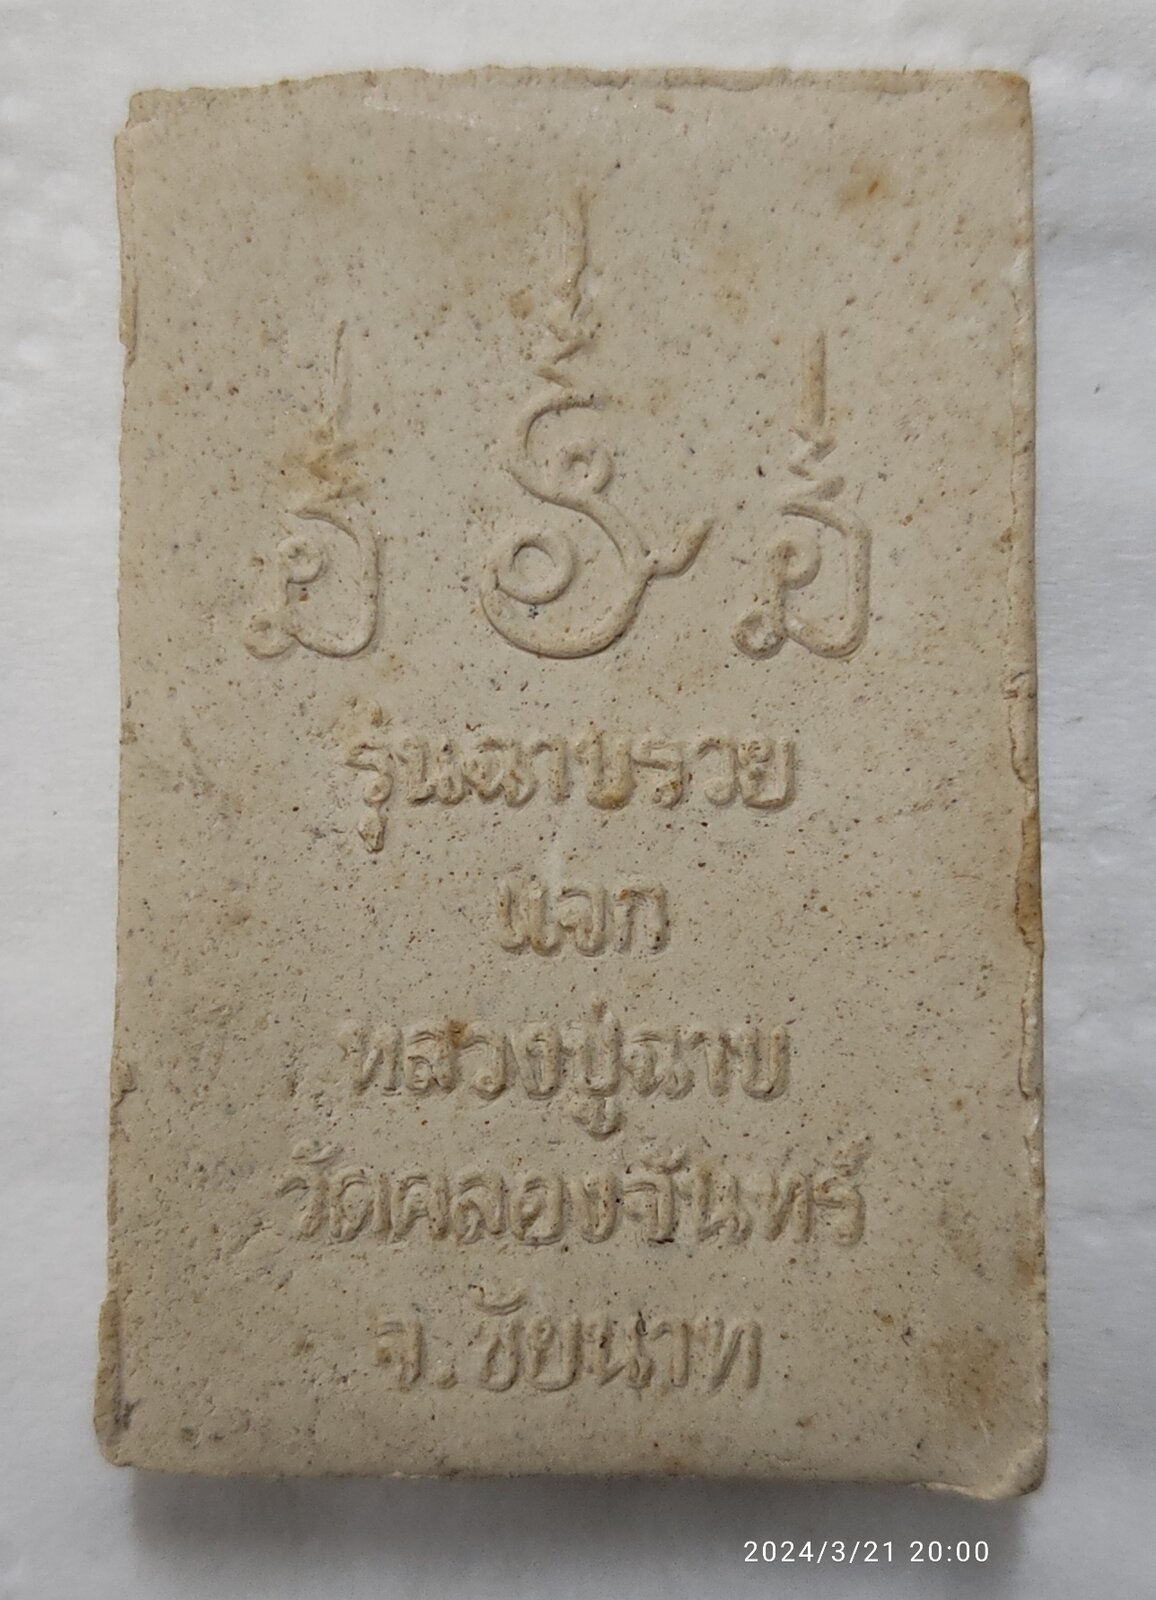 รุ่นฉาบรวย
แจก
หลวงปู่ฉาบ
วัดคลองจันทร์
จ.ชัยนาท
2024/3/21 20:00